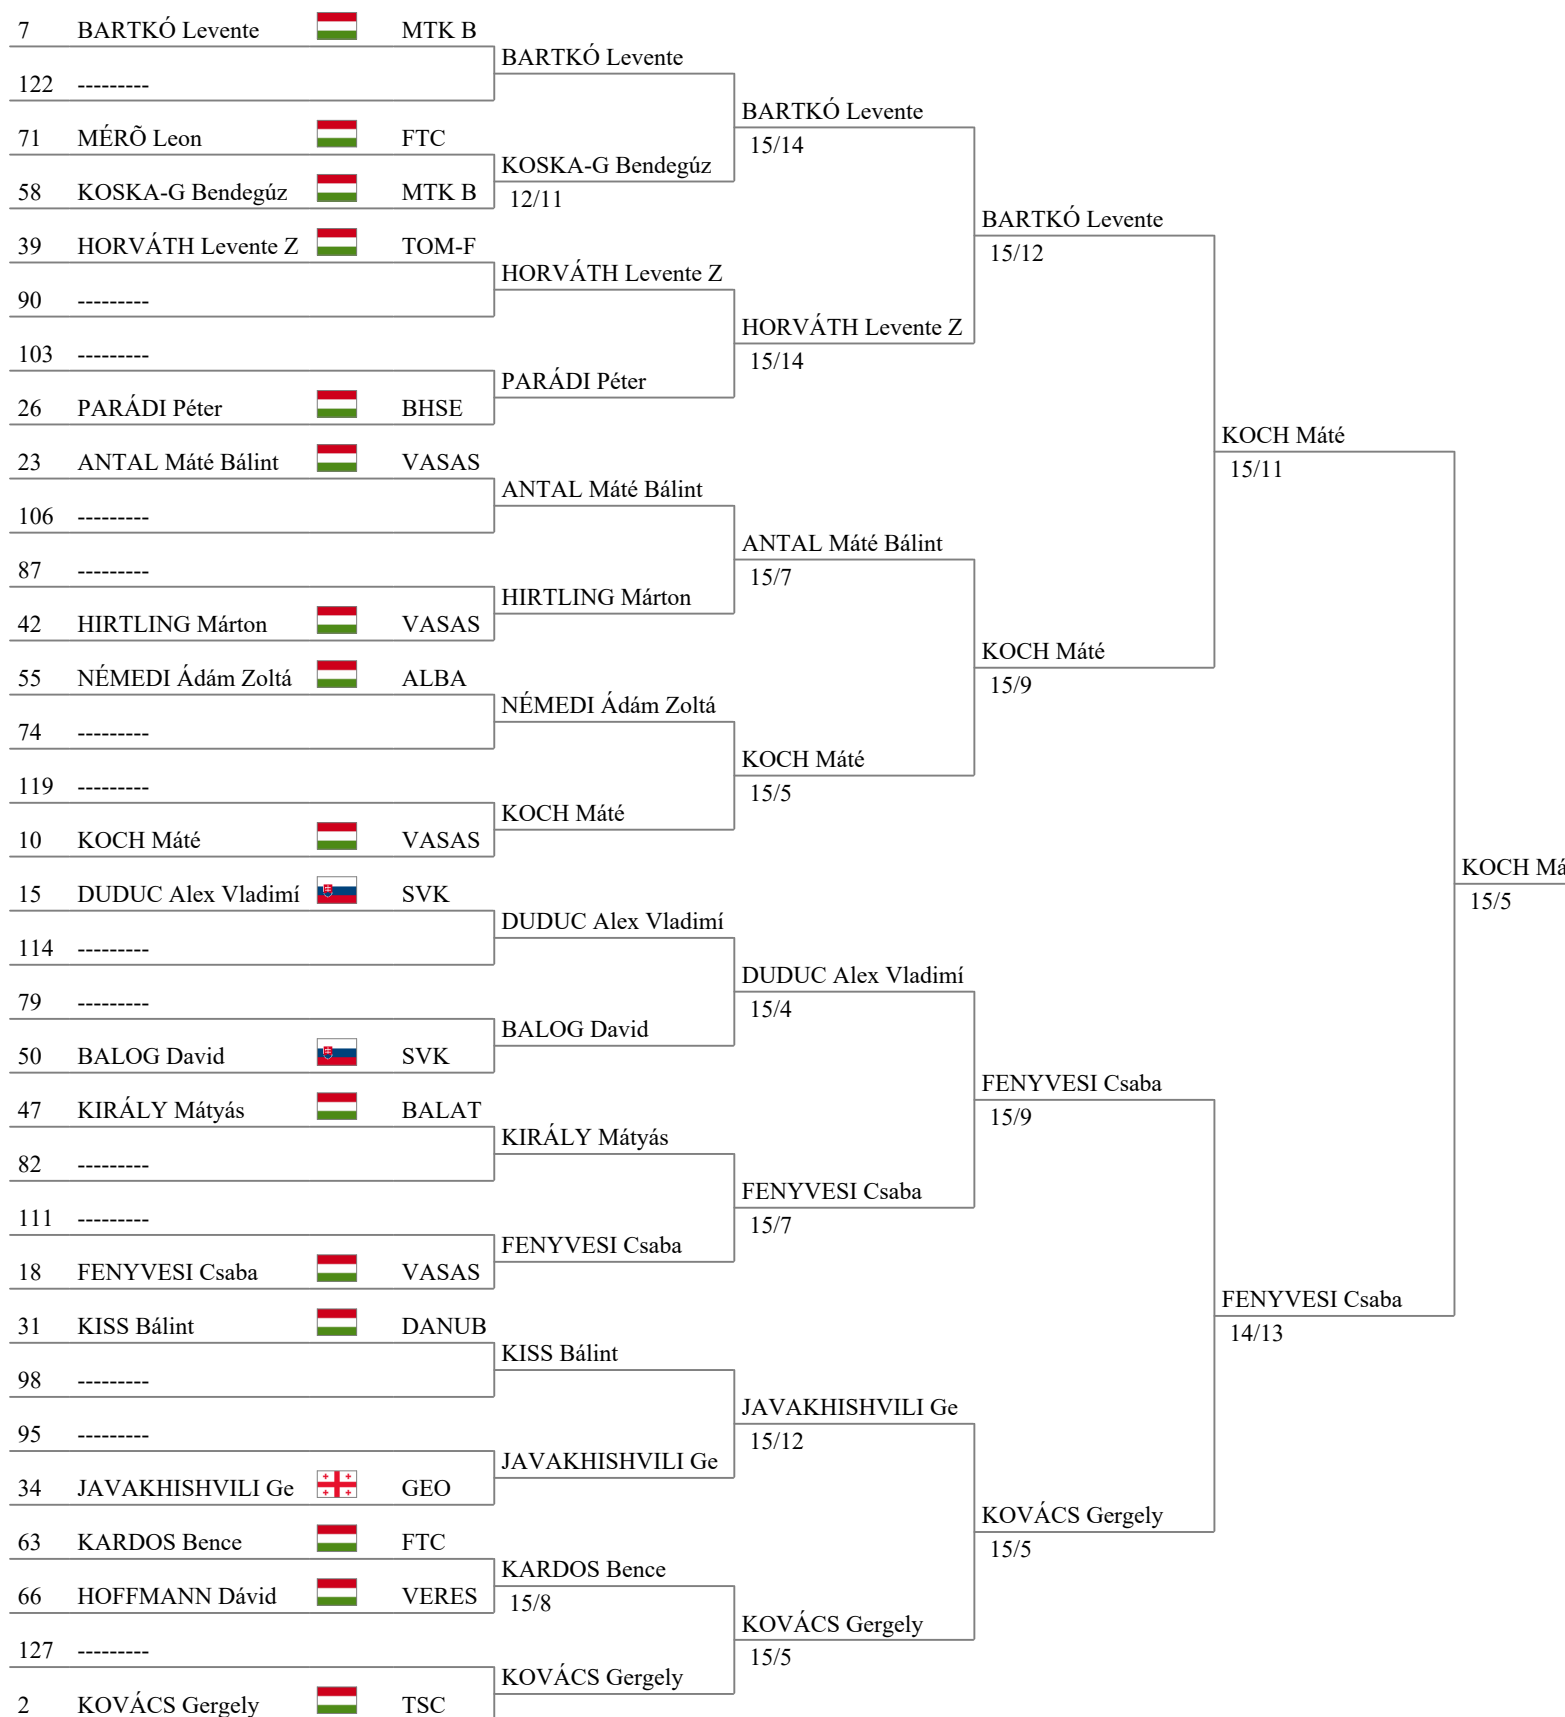 7 BARTKÓ Levente MTK B
122 ---------
71 MÉRÕ Leon FTC
58 KOSKA-G Bendegúz MTK B
39 HORVÁTH Levente Z TOM-F
90 ---------
103 ---------
26 PARÁDI Péter BHSE
23 ANTAL Máté Bálint VASAS
106 ---------
87 ---------
42 HIRTLING Márton VASAS
55 NÉMEDI Ádám Zoltá ALBA
74 ---------
119 ---------
10 KOCH Máté VASAS
15 DUDUC Alex Vladimí SVK
114 ---------
79 ---------
50 BALOG David SVK
47 KIRÁLY Mátyás BALAT
82 ---------
111 ---------
18 FENYVESI Csaba VASAS
31 KISS Bálint DANUB
98 ---------
95 ---------
34 JAVAKHISHVILI Ge GEO
63 KARDOS Bence FTC
66 HOFFMANN Dávid VERES
127 ---------
2 KOVÁCS Gergely TSC
BARTKÓ Levente
KOSKA-G Bendegúz
12/11
HORVÁTH Levente Z
PARÁDI Péter
ANTAL Máté Bálint
HIRTLING Márton
NÉMEDI Ádám Zoltá
KOCH Máté
DUDUC Alex Vladimí
BALOG David
KIRÁLY Mátyás
FENYVESI Csaba
KISS Bálint
JAVAKHISHVILI Ge
KARDOS Bence
15/8
KOVÁCS Gergely
BARTKÓ Levente
15/14
HORVÁTH Levente Z
15/14
ANTAL Máté Bálint
15/7
KOCH Máté
15/5
DUDUC Alex Vladimí
15/4
FENYVESI Csaba
15/7
JAVAKHISHVILI Ge
15/12
KOVÁCS Gergely
15/5
BARTKÓ Levente
15/12
KOCH Máté
15/9
FENYVESI Csaba
15/9
KOVÁCS Gergely
15/5
KOCH Máté
15/11
FENYVESI Csaba
14/13
KOCH Má
15/5